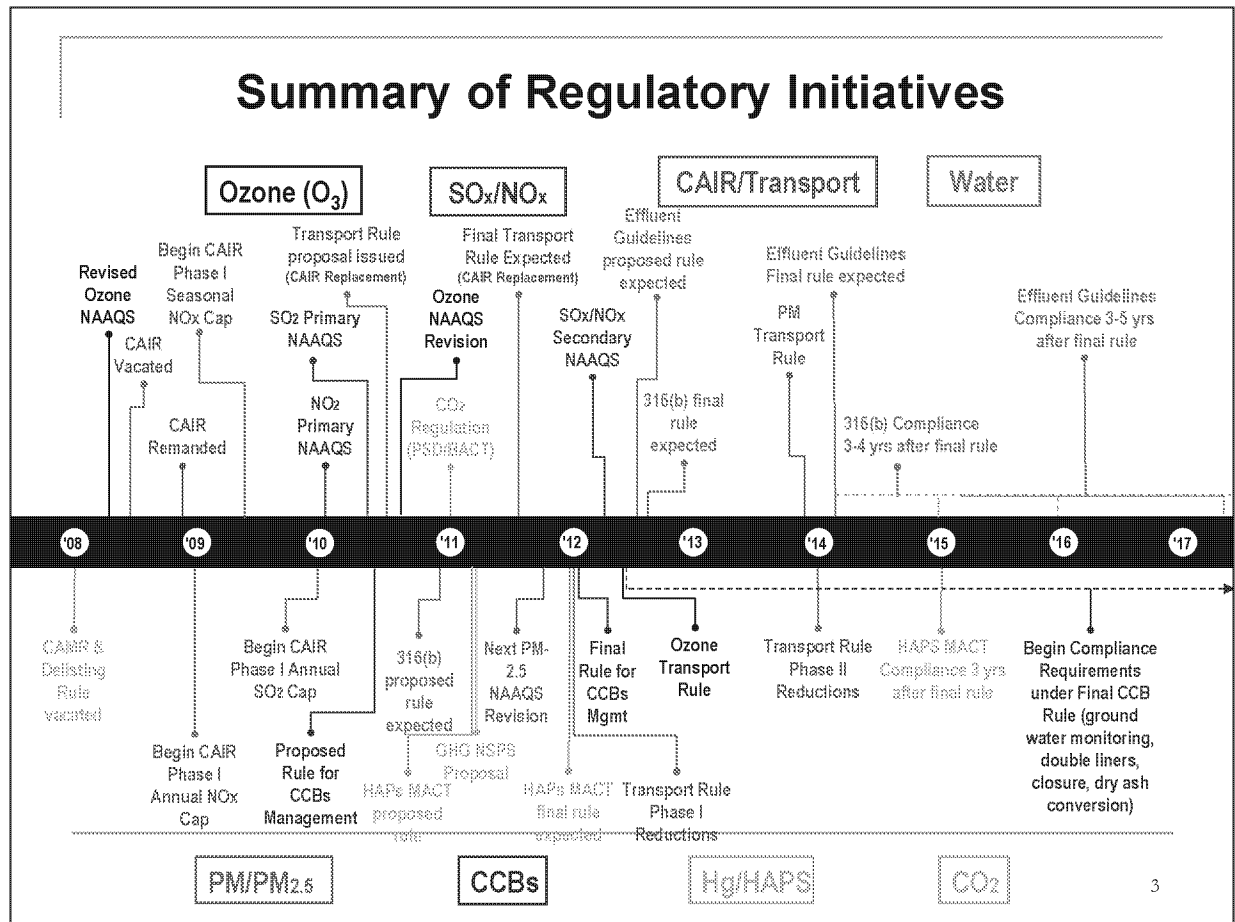 Summary of Regulatory Initiatives
Ozone (O3)
SOx/NOx
CAIR/Transport
Water
Revised
Ozone
NAAQS
CAIR
Vacated
Begin CAIR
Phase I
Seasonal
NOx Cap
CAIR
Remanded
Transport Rule
proposal issued
(CAIR Replacement)
SO2 Primary
NAAQS
NO2
Primary
NAAQS
Final Transport
Rule Expected
(CAIR Replacement)
Ozone
NAAQS
Revision
CO2
Regulation
(PSD/BACT)
Effluent
Guidelines
proposed rule
expected
SOx/NOx
Secondary
NAAQS
316(b) final
rule
expected
Effluent Guidelines
Final rule expected
PM
Transport
Rule
316(b) Compliance
3-4 yrs after final rule
Effluent Guidelines
Compliance 3-5 yrs
after final rule
'08
'09
'10
'11
'12
'13
'14
'15
'16
'17
CAMR &
Delisting
Rule
vacated
Begin CAIR
Phase I
Annual NOx
Cap
Begin CAIR
Phase I Annual
SO2 Cap
Proposed
Rule for
CCBs
Management
316(b)
proposed
rule
expected
HAPs MACT
proposed
rule
GHG NSPS
Proposal
Next PM-
2.5
NAAQS
Revision
HAPs MACT
final rule
expected
Final
Rule for
CCBs
Mgmt
Transport Rule
Phase I
Reductions
Ozone
Transport
Rule
Transport Rule
Phase II
Reductions
HAPS MACT
Compliance 3 yrs
after final rule
Begin Compliance
Requirements
under Final CCB
Rule (ground
water monitoring,
double liners,
closure, dry ash
conversion)
PM/PM2.5
CCBs
Hg/HAPS
CO2
3